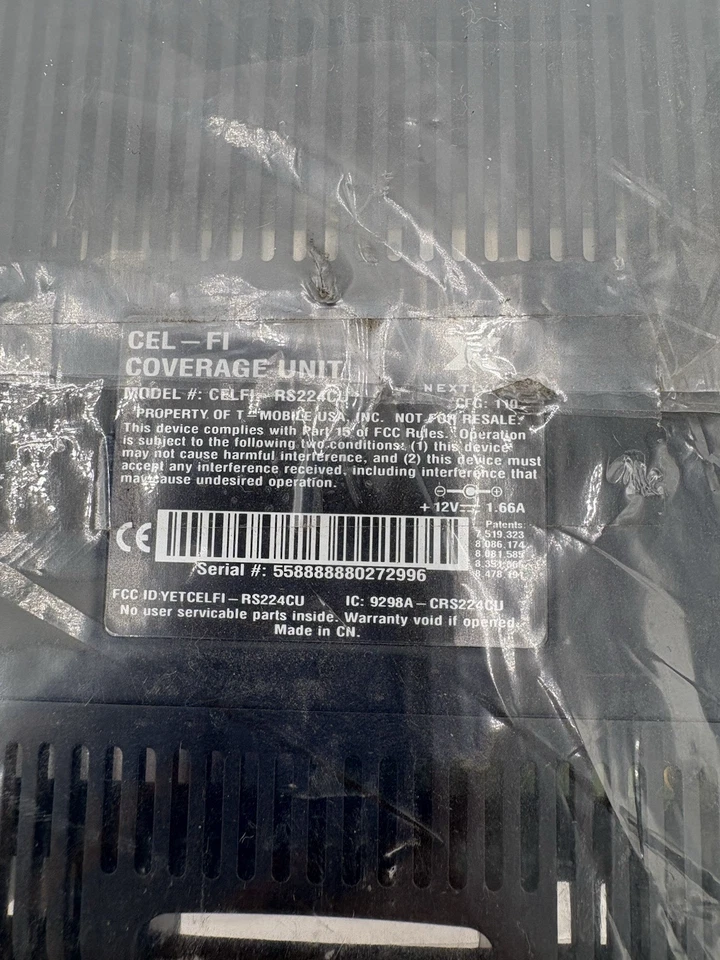 CEL-FI
COVERAGE UNIT
MODEL #: CELFI-RS224CU
CFG: 110
PROPERTY OF T-MOBILE USA, INC. NOT FOR RESALE.
This device complies with Part 15 of FCC Rules. Operation
is subject to the following two conditions: (1) this device
may not cause harmful interference, and (2) this device must
accept any interference received, including interference that
may cause undesired operation.
+12V 1.66A
Patents:
7,519,323
8,086,174
8,081,585
CE
Serial #: 558888880272996
FCC ID:YETCELFI-RS224CU IC: 9298A-CRS224CU
No user servicable parts inside. Warranty void if opened.
Made in CN.